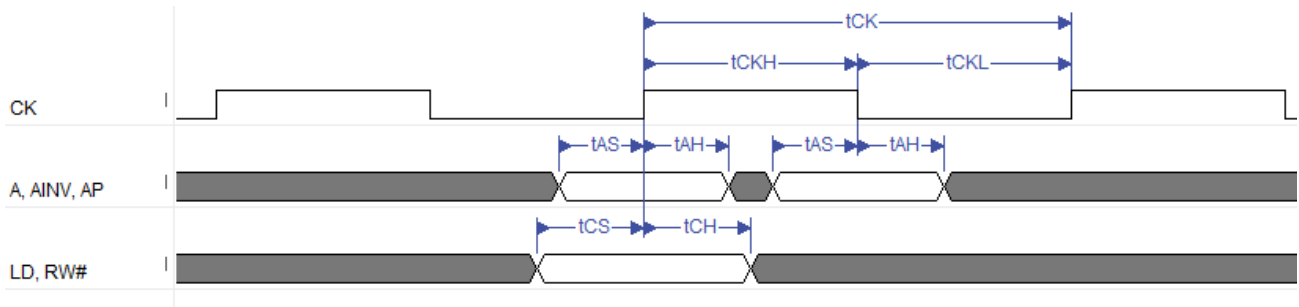 tCK
tCKH tCKL
CK
tAS tAH tAS tAH
A, AINV, AP
tCS tCH
LD, RW#